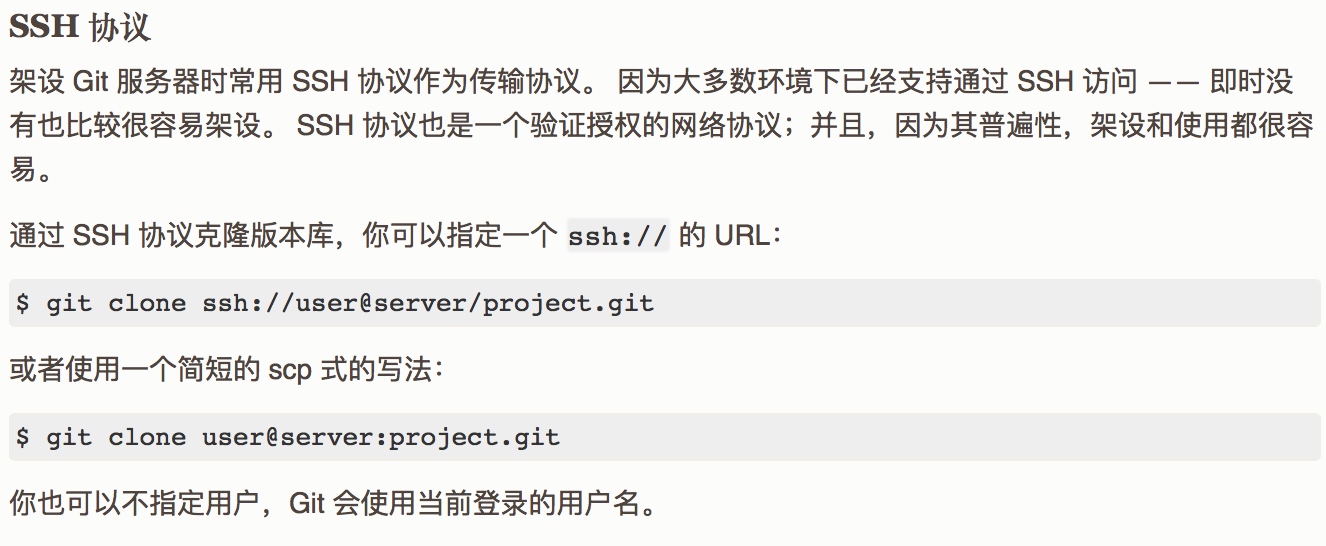 SSH 协议
架设 Git 服务器时常用 SSH 协议作为传输协议。 因为大多数环境下已经支持通过 SSH 访问 —— 即时没
有也比较很容易架设。 SSH 协议也是一个验证授权的网络协议；并且，因为其普遍性，架设和使用都很容
易。
通过 SSH 协议克隆版本库，你可以指定一个 ssh:// 的 URL：
$ git clone ssh://user@server/project.git
或者使用一个简短的 scp 式的写法：
$ git clone user@server:project.git
你也可以不指定用户，Git 会使用当前登录的用户名。